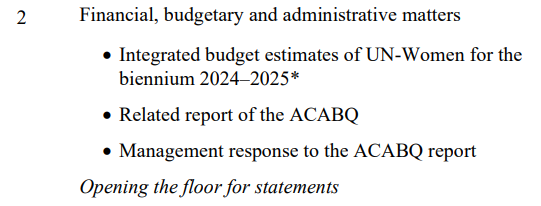 2 Financial, budgetary and administrative matters
• Integrated budget estimates of UN-Women for the
biennium 2024–2025*
• Related report of the ACABQ
• Management response to the ACABQ report
Opening the floor for statements